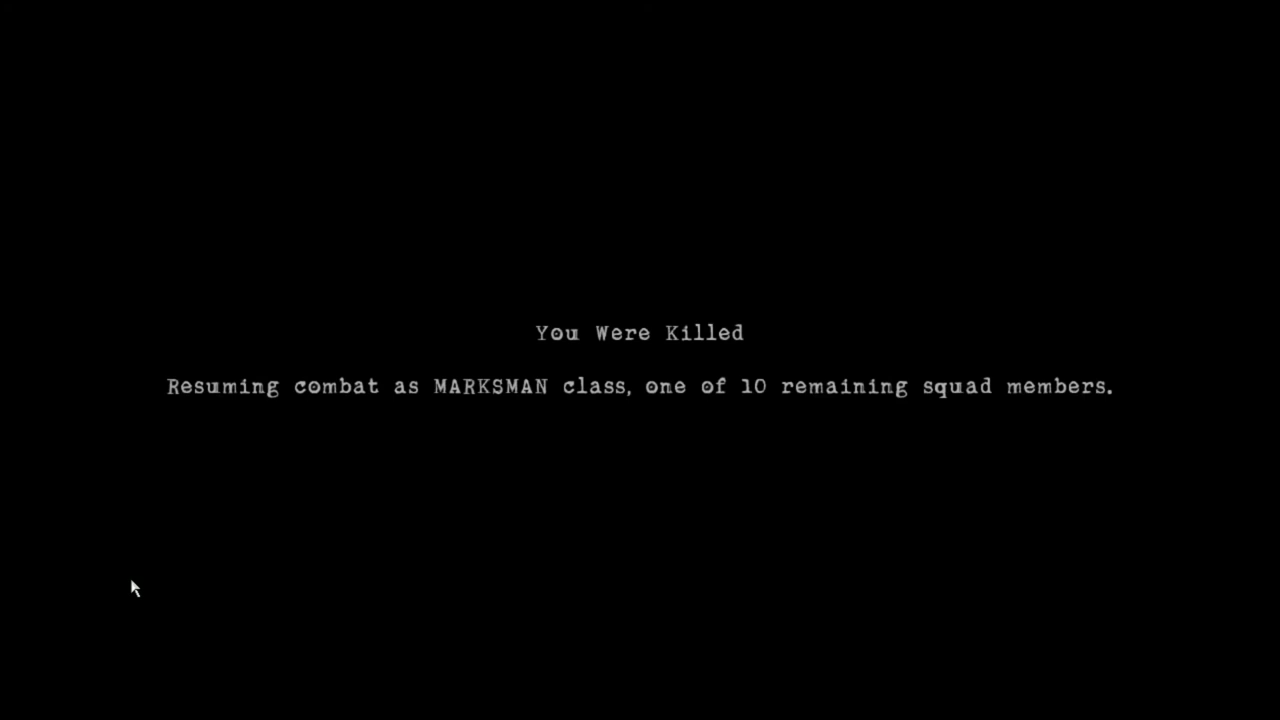 You Were Killed
Resuming combat as MARKSMAN class, one of 10 remaining squad members.